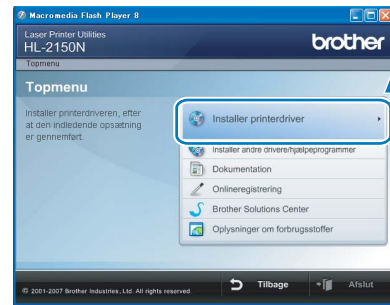 Macromedia Flash Player 8
Laser Printer Utilities
HL-2150N
brother
Topmenu
Topmenu
Installer printerdriveren, efter
at den indledende opsætning
er gennemført.
Installer printerdriver
Installer andre drivere/hjælpeprogrammer
Dokumentation
Onlineregistrering
Brother Solutions Center
Oplysninger om forbrugsstoffer
© 2001-2007 Brother Industries, Ltd. All rights reserved.
Tilbage
Afslut